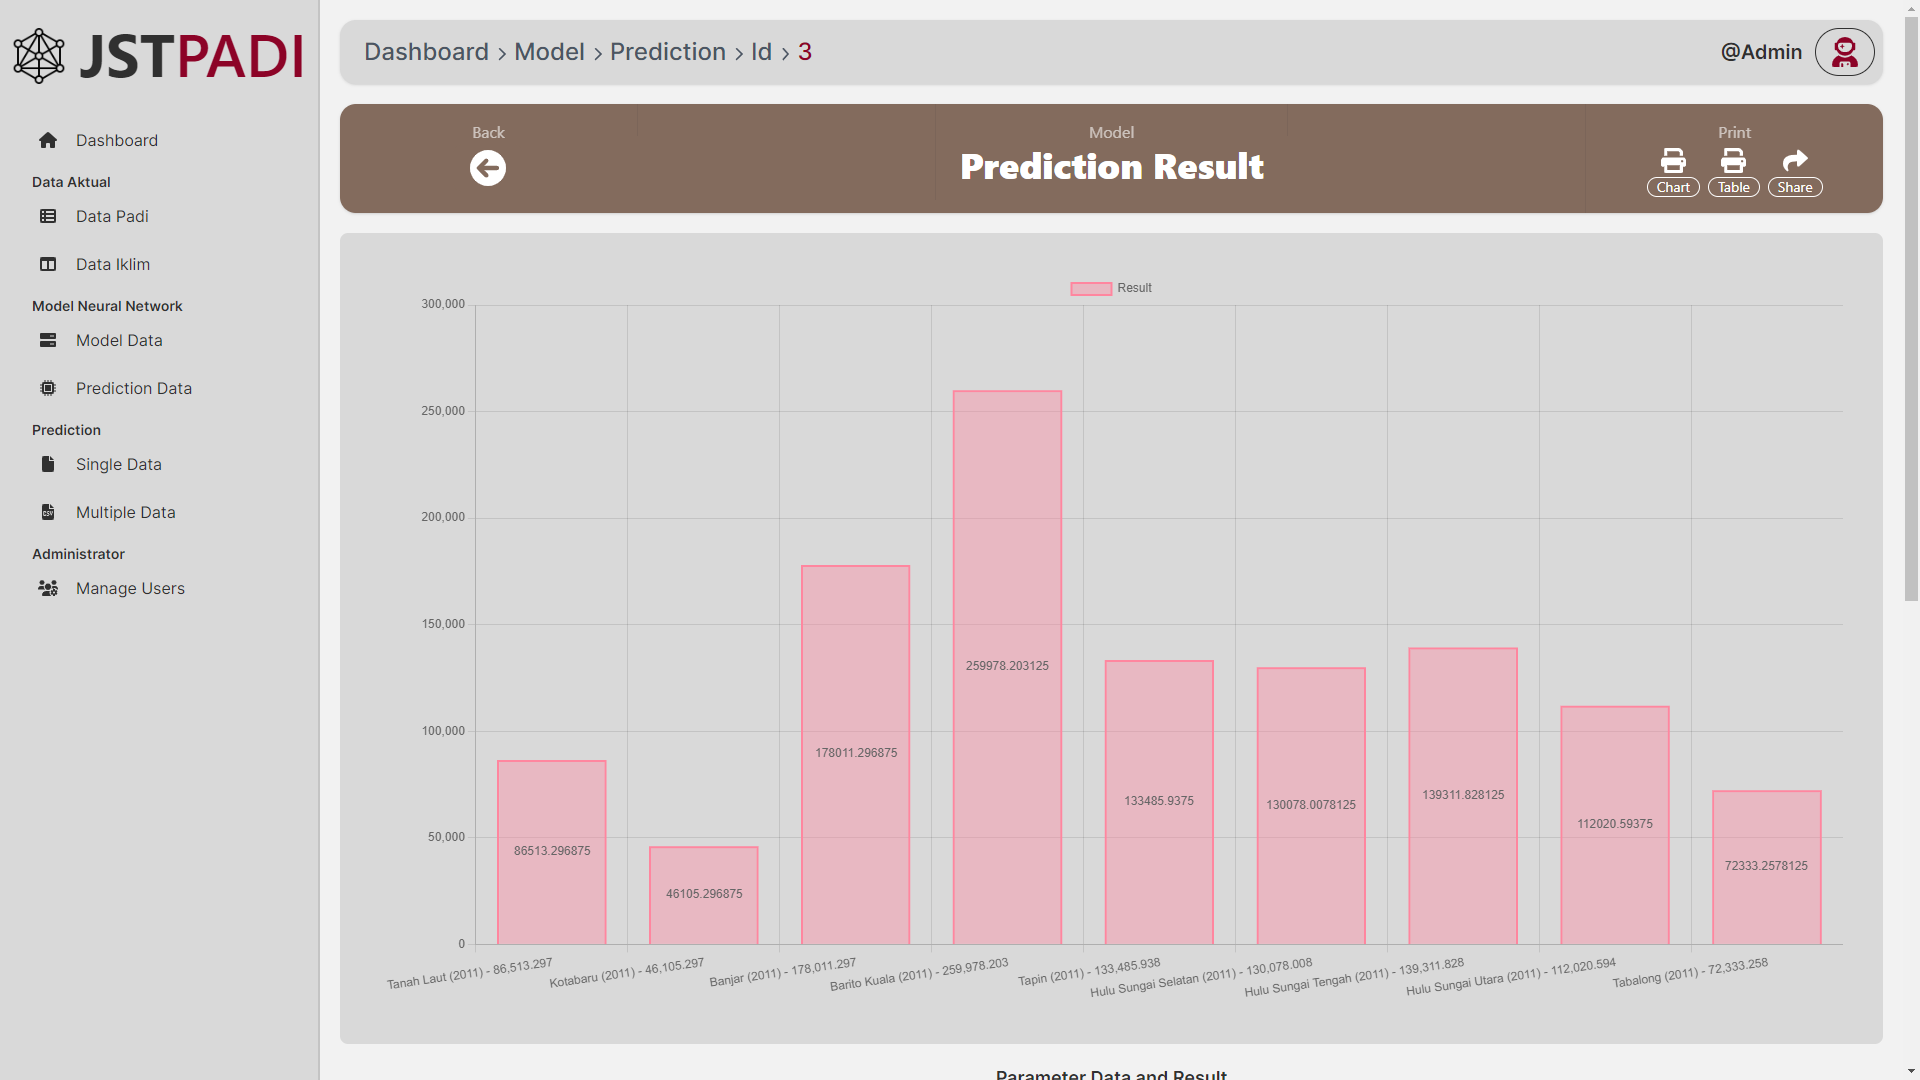 JSTPADI
Dashboard
Data Aktual
Data Padi
Data Iklim
Model Neural Network
Model Data
Prediction Data
Prediction
Single Data
CSV
Multiple Data
Administrator
Manage Users
Dashboard > Model > Prediction > Id > 3
@Admin
Back
Model
Prediction Result
Print
Chart Table Share
Result
300,000
250,000
200,000
150,000
100,000
50,000
0
86513.296875
46105.296875
178011.296875
259978.203125
133485.9375
130078.0078125
139311.828125
112020.59375
72333.2578125
Tanah Laut (2011) - 86,513.297
Kotabaru (2011) - 46,105.297
Banjar (2011) - 178,011.297
Barito Kuala (2011) - 259,978.203
Tapin (2011) - 133,485.938
Hulu Sungai Selatan (2011) - 130,078.008
Hulu Sungai Tengah (2011) - 139,311.828
Hulu Sungai Utara (2011) - 112,020.594
Tabalong (2011) - 72,333.258
Parameter Data and Result